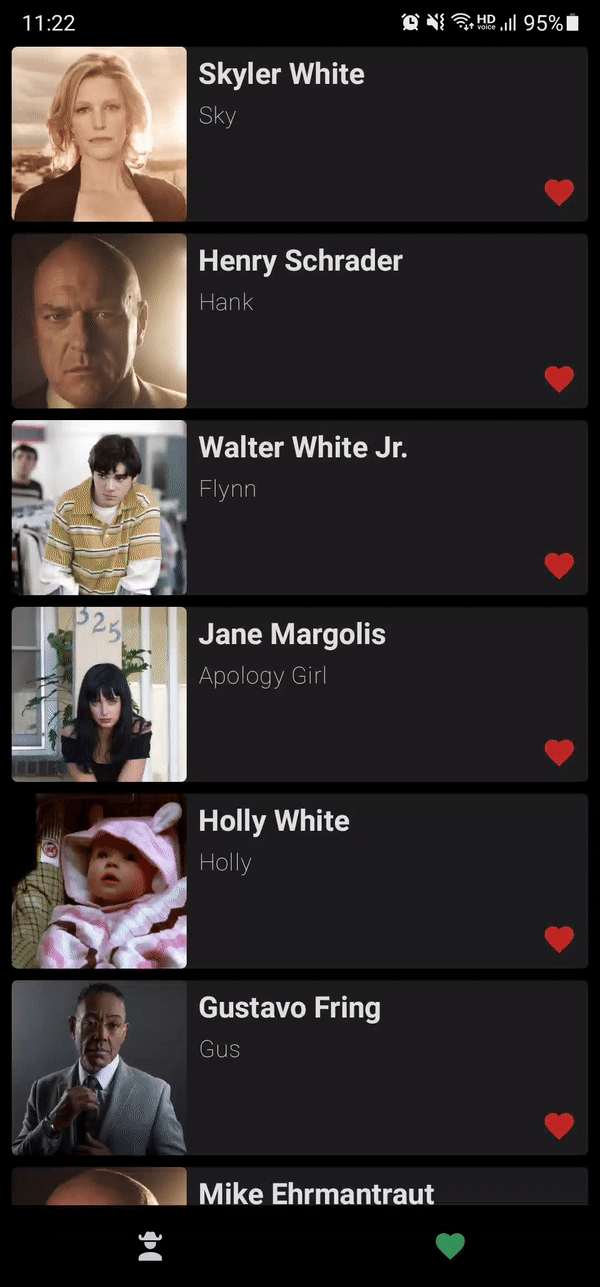 11:22
HD voice 95%
Skyler White
Sky
Henry Schrader
Hank
Walter White Jr.
Flynn
325
Jane Margolis
Apology Girl
Holly White
Holly
Gustavo Fring
Gus
Mike Ehrmantraut